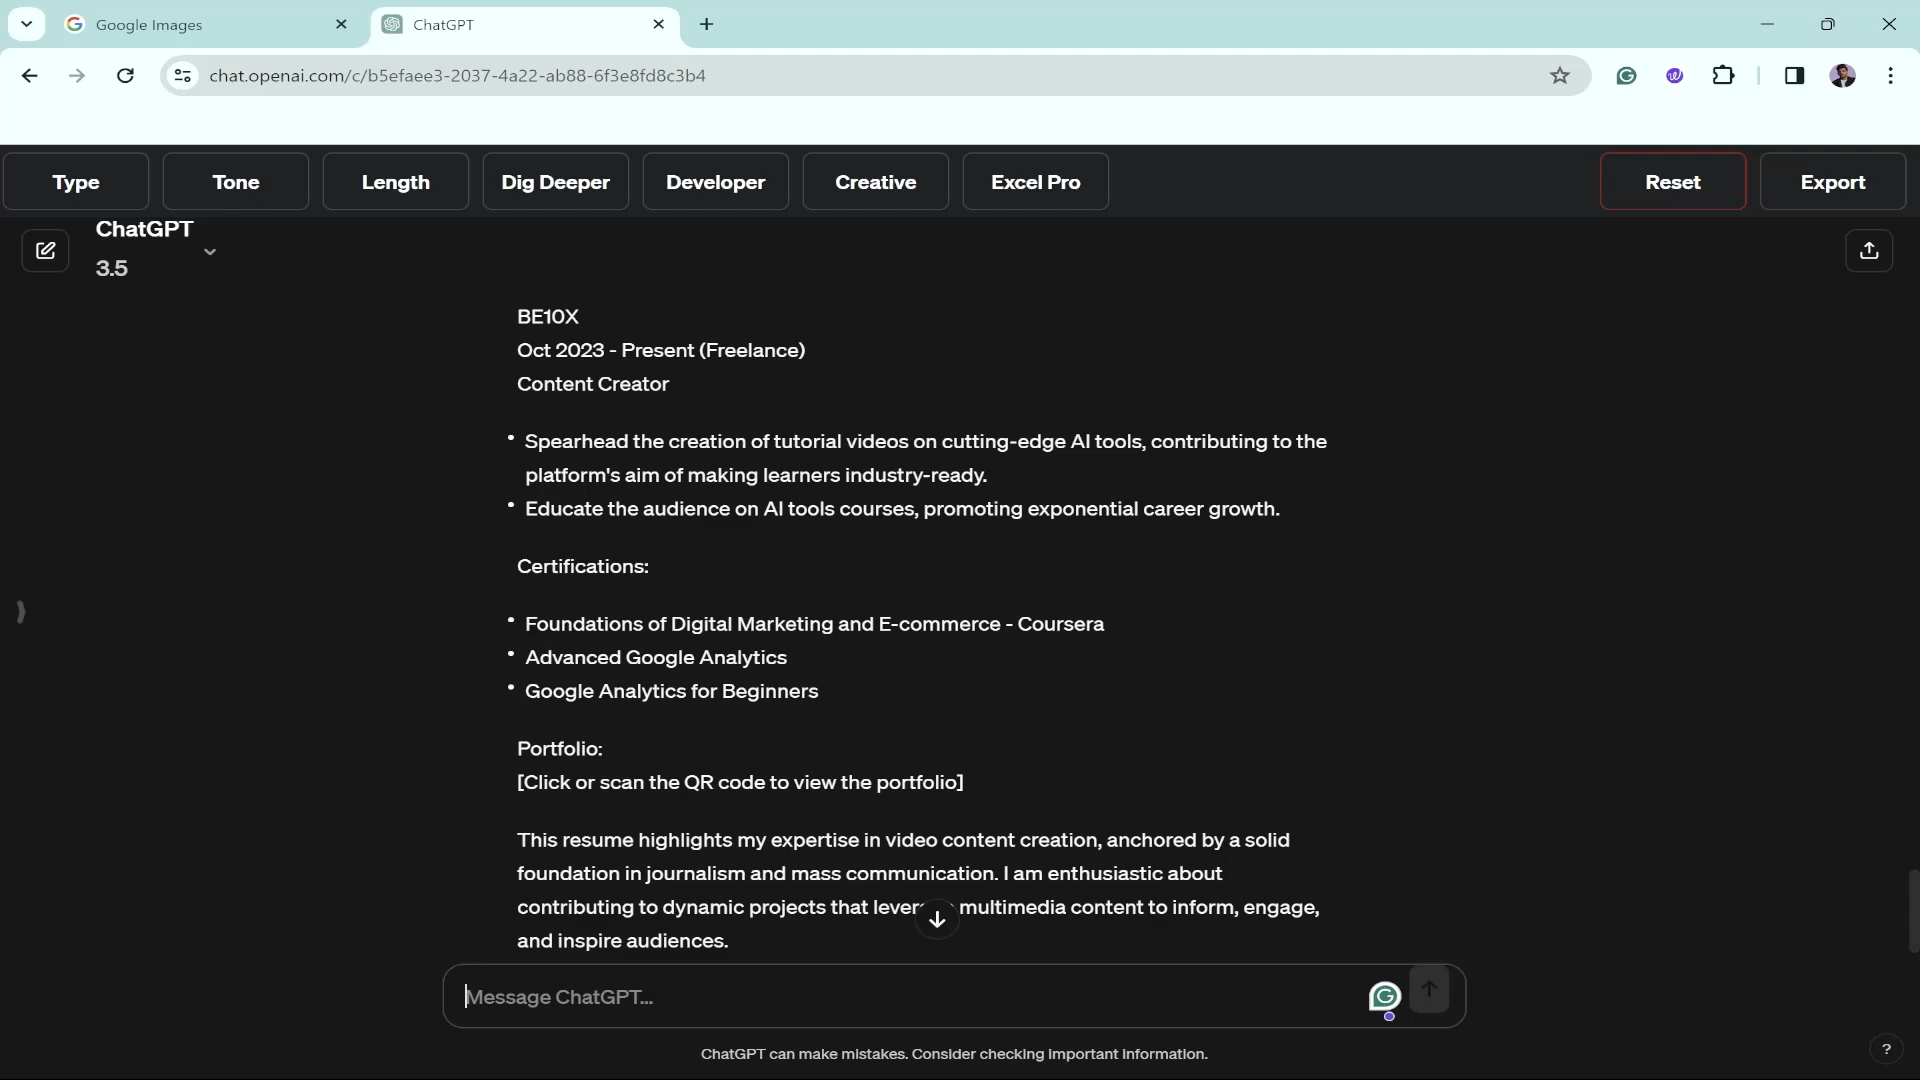 Google Images
ChatGPT
chat.openai.com/c/b5efaee3-2037-4a22-ab88-6f3e8fd8c3b4
Type
Tone
Length
Dig Deeper
Developer
Creative
Excel Pro
Reset
Export
ChatGPT
3.5
BE10X
Oct 2023 - Present (Freelance)
Content Creator
• Spearhead the creation of tutorial videos on cutting-edge AI tools, contributing to the
platform's aim of making learners industry-ready.
• Educate the audience on AI tools courses, promoting exponential career growth.
Certifications:
• Foundations of Digital Marketing and E-commerce - Coursera
• Advanced Google Analytics
• Google Analytics for Beginners
Portfolio:
[Click or scan the QR code to view the portfolio]
This resume highlights my expertise in video content creation, anchored by a solid
foundation in journalism and mass communication. I am enthusiastic about
contributing to dynamic projects that multimedia content to inform, engage,
and inspire audiences.
Message ChatGPT...
ChatGPT can make mistakes. Consider checking important information.
?